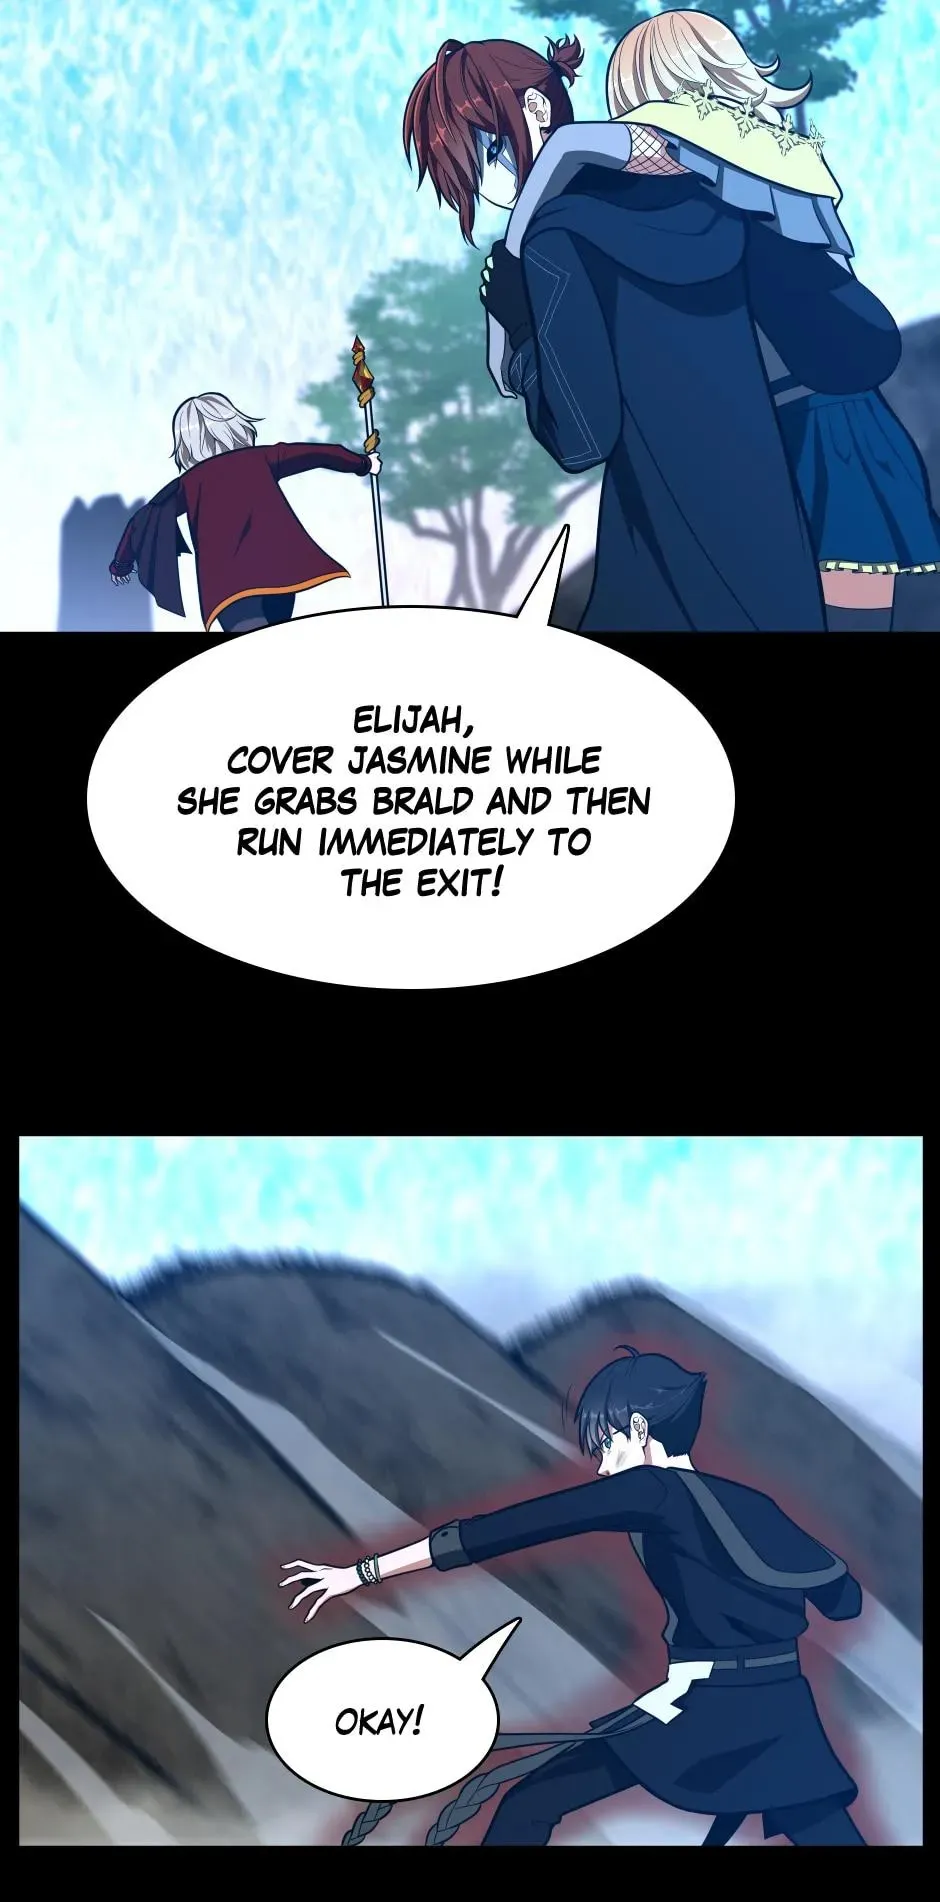 ELIJAH,
COVER JASMINE WHILE
SHE GRABS BRALD AND THEN
RUN IMMEDIATELY TO
THE EXIT!
OKAY!